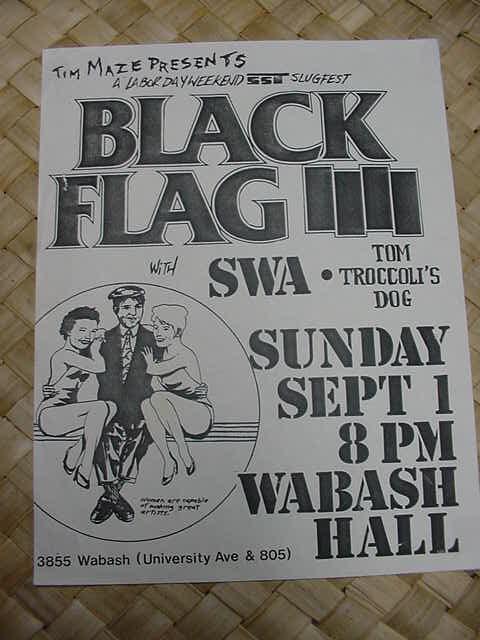 TIM MAZE PRESENTS
A LABOR DAY WEEKEND SST SLUGFEST
BLACK
FLAG
WITH SWA • TOM
TROCCOLI'S
DOG
SUNDAY
SEPT 1
8 PM
WABASH
HALL
Women are capable
of making great
artists.
3855 Wabash (University Ave & 805)